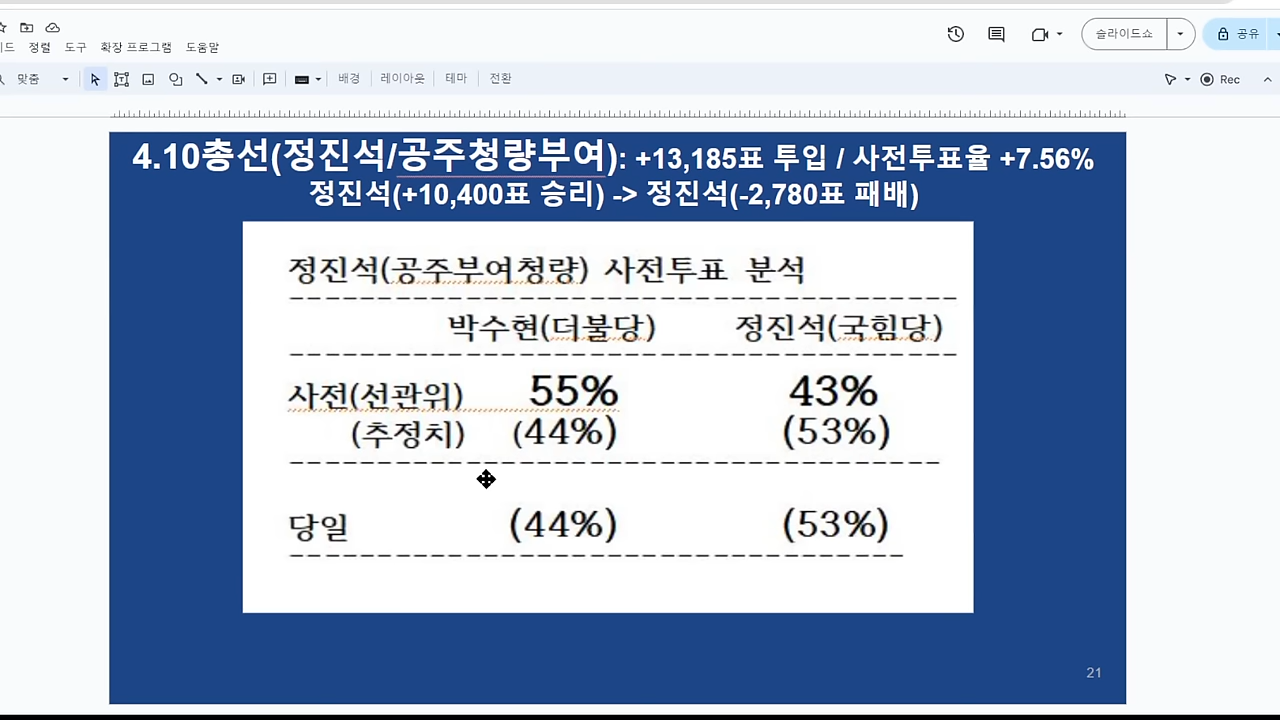 정렬 도구 확장 프로그램 도움말
슬라이드쇼
공유
맞춤
배경 레이아웃 테마 전환
Rec
4.10총선(정진석/공주청량부여): +13,185표 투입 / 사전투표율 +7.56%
정진석(+10,400표 승리) -> 정진석(-2,780표 패배)
정진석(공주부여청량) 사전투표 분석
박수현(더불당) 정진석(국힘당)
사전(선관위) 55% 43%
(추정치) (44%) (53%)
당일 (44%) (53%)
21